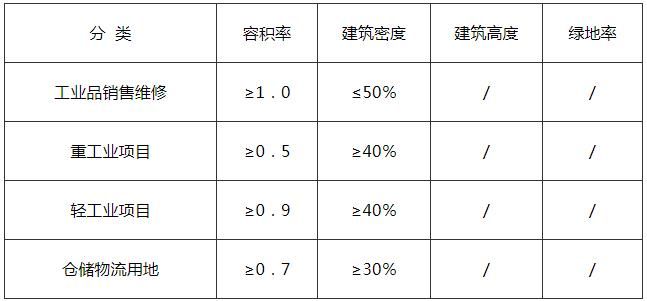 分 类 容积率 建筑密度 建筑高度 绿地率
工业品销售维修 ≥1.0 ≤50% / /
重工业项目 ≥0.5 ≥40% / /
轻工业项目 ≥0.9 ≥40% / /
仓储物流用地 ≥0.7 ≥30% / /